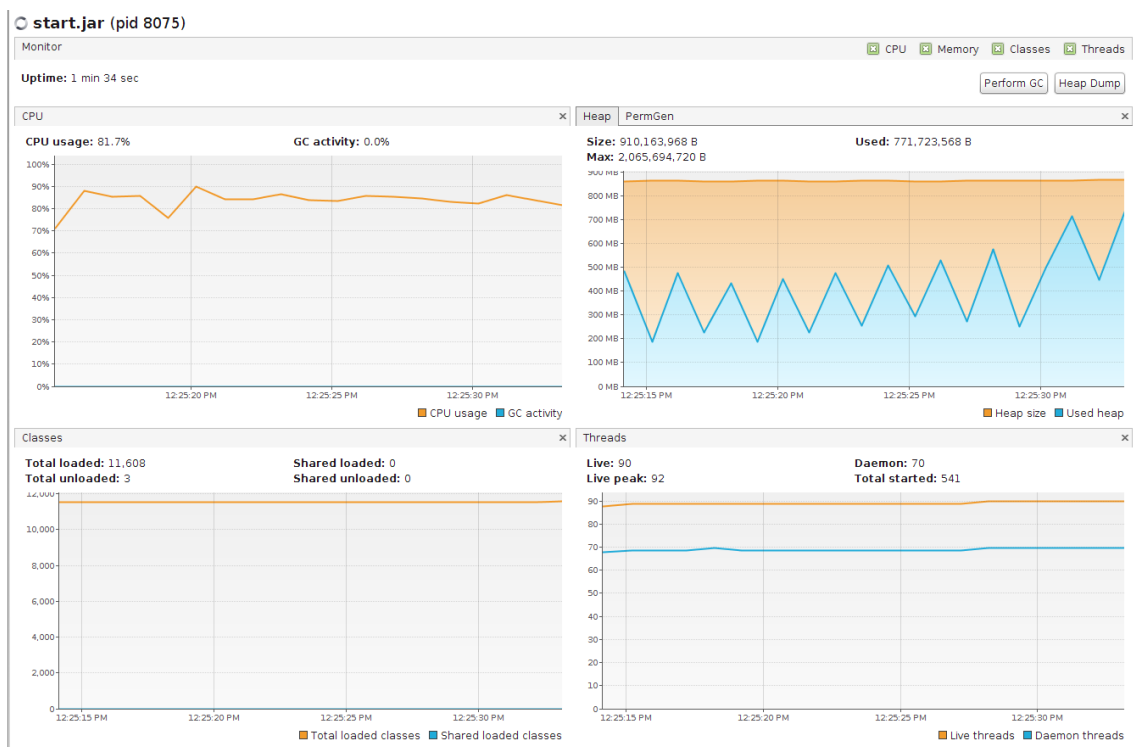 start.jar (pid 8075)
Monitor
CPU Memory Classes Threads
Uptime: 1 min 34 sec
Perform GC Heap Dump
CPU
CPU usage: 81.7% GC activity: 0.0%
100%
90%
80%
70%
60%
50%
40%
30%
20%
10%
0%
12:25:20 PM 12:25:25 PM 12:25:30 PM
CPU usage GC activity
Heap PermGen
Size: 910,163,968 B Used: 771,723,568 B
Max: 2,065,694,720 B
900 MB
800 MB
700 MB
600 MB
500 MB
400 MB
300 MB
200 MB
100 MB
0 MB
12:25:15 PM 12:25:20 PM 12:25:25 PM 12:25:30 PM
Heap size Used heap
Classes
Total loaded: 11,608 Shared loaded: 0
Total unloaded: 3 Shared unloaded: 0
12,000
10,000
8,000
6,000
4,000
2,000
0
12:25:15 PM 12:25:20 PM 12:25:25 PM 12:25:30 PM
Total loaded classes Shared loaded classes
Threads
Live: 90 Daemon: 70
Live peak: 92 Total started: 541
90
80
70
60
50
40
30
20
10
0
12:25:15 PM 12:25:20 PM 12:25:25 PM 12:25:30 PM
Live threads Daemon threads